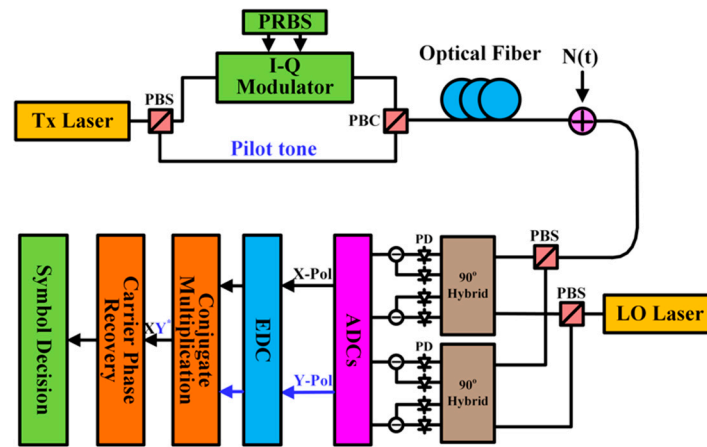 PRBS
I-Q
Modulator
Optical Fiber
N(t)
PBS
Tx Laser
PBC
Pilot tone
PBS
PBS
LO Laser
PD
90° Hybrid
PD
90° Hybrid
ADCs
X-Pol
Y-Pol
EDC
Conjugate
Multiplication
XY*
Carrier Phase
Recovery
Symbol Decision